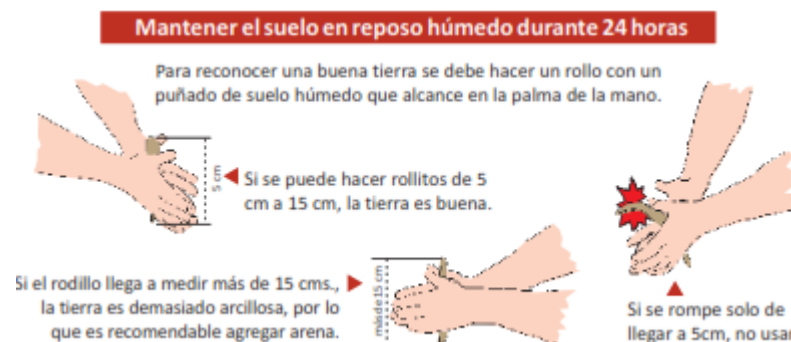 Mantener el suelo en reposo húmedo durante 24 horas
Para reconocer una buena tierra se debe hacer un rollo con un
puñado de suelo húmedo que alcance en la palma de la mano.
5 cm
Si se puede hacer rollitos de 5
cm a 15 cm, la tierra es buena.
Si el rodillo llega a medir más de 15 cms.,
la tierra es demasiado arcillosa, por lo
que es recomendable agregar arena.
más de 15 cm
Si se rompe solo de
llegar a 5cm, no usar